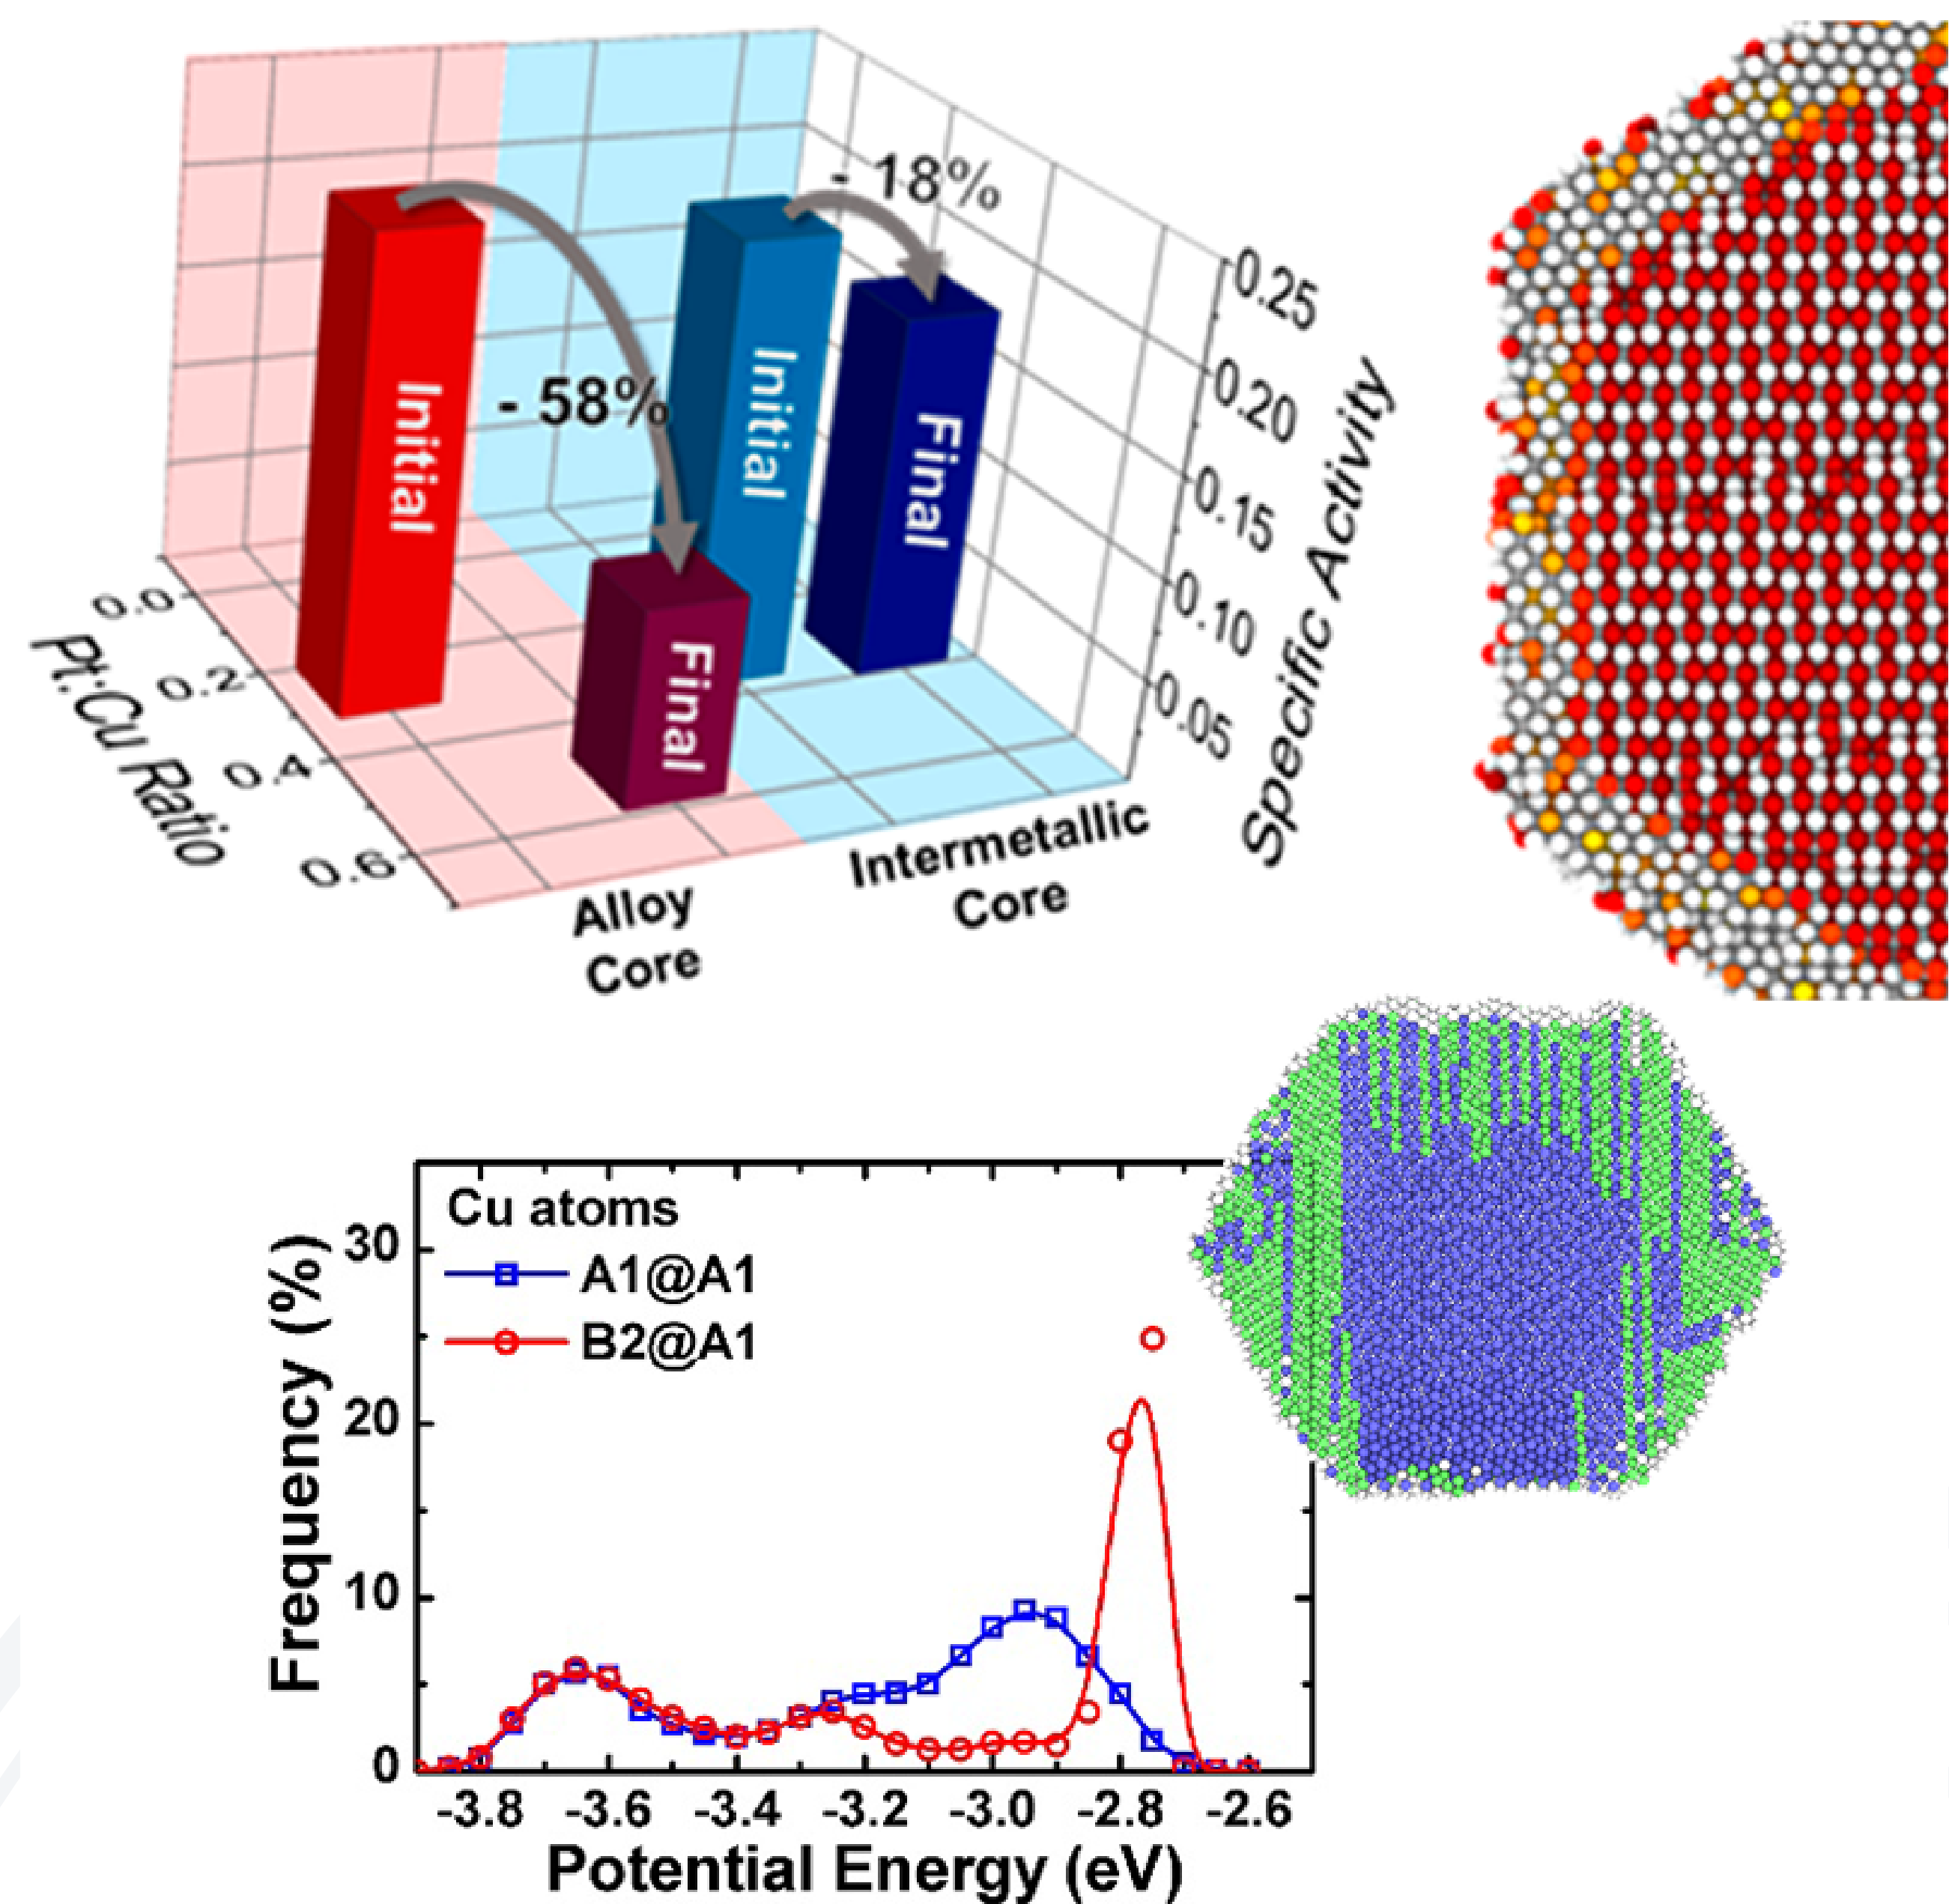 - 18%
- 58%
Initial
Initial
Final
Final
0.25
0.20
0.15
0.10
0.05
Specific Activity
0.0
0.2
0.4
0.6
Pt:Cu Ratio
Alloy
Core
Intermetallic
Core
Cu atoms
A1@A1
B2@A1
30
20
10
0
Frequency (%)
-3.8 -3.6 -3.4 -3.2 -3.0 -2.8 -2.6
Potential Energy (eV)